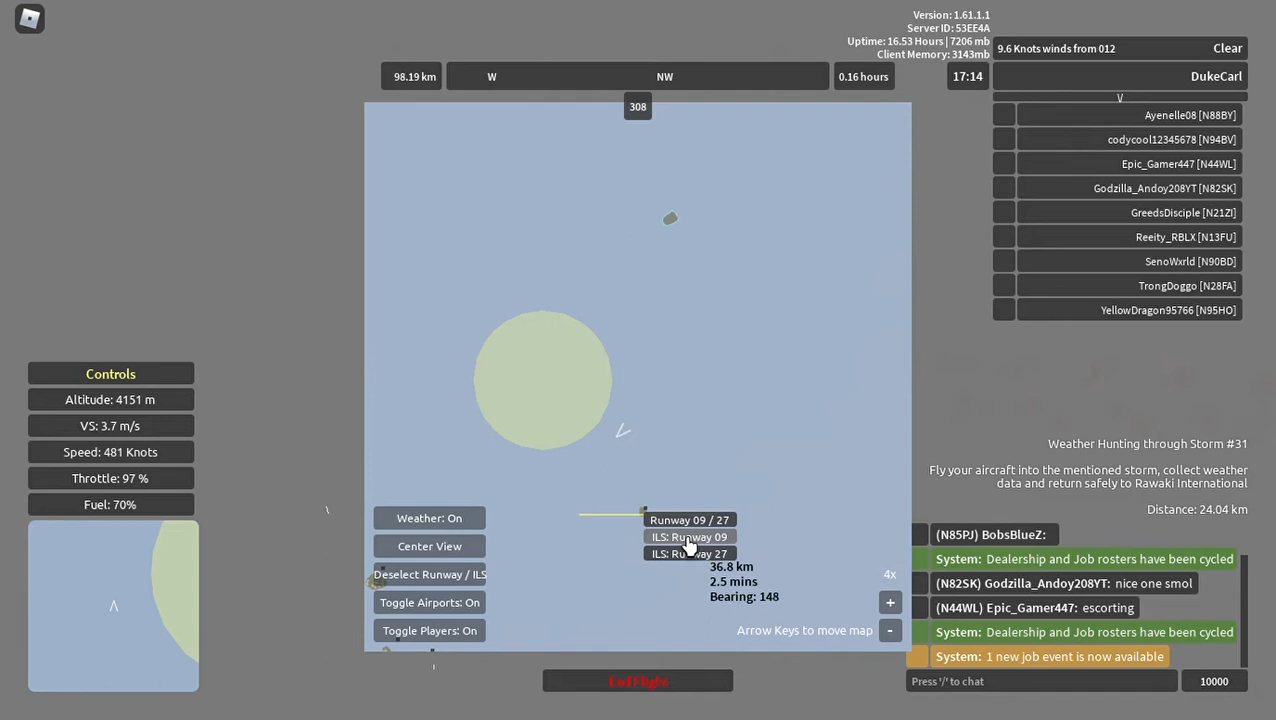 Version: 1.61.1.1
Server ID: 53EE4A
Uptime: 16.53 Hours | 7206 mb
Client Memory: 3143mb
9.6 Knots winds from 012 Clear
98.19 km W NW 0.16 hours 17:14 DukeCarl
308
V
Ayenelle08 [N88BY]
codycool12345678 [N94BV]
Epic_Gamer447 [N44WL]
Godzilla_Andoy208YT [N82SK]
GreedsDisciple [N21ZI]
Reeity_RBLX [N13FU]
SenoWxrld [N90BD]
TrongDoggo [N28FA]
YellowDragon95766 [N95HO]
Controls
Altitude: 4151 m
VS: 3.7 m/s
Speed: 481 Knots
Throttle: 97 %
Fuel: 70%
Weather: On
Center View
Deselect Runway / ILS
Toggle Airports: On
Toggle Players: On
Runway 09 / 27
ILS: Runway 09
ILS: Runway 27
36.8 km
2.5 mins
Bearing: 148
4x
+
Arrow Keys to move map -
End Flight
Weather Hunting through Storm #31
Fly your aircraft into the mentioned storm, collect weather
data and return safely to Rawaki International
Distance: 24.04 km
(N85PJ) BobsBlueZ:
System: Dealership and Job rosters have been cycled
(N82SK) Godzilla_Andoy208YT: nice one smol
(N44WL) Epic_Gamer447: escorting
System: Dealership and Job rosters have been cycled
System: 1 new job event is now available
Press '/' to chat 10000